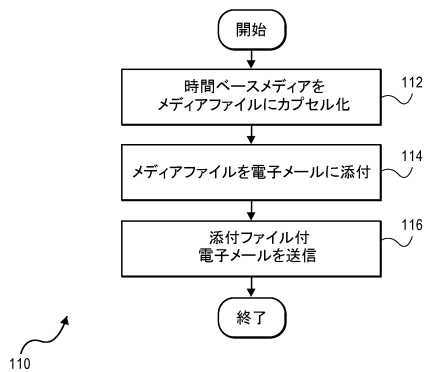 開始
時間ベースメディアを
メディアファイルにカプセル化
112
メディアファイルを電子メールに添付
114
添付ファイル付
電子メールを送信
116
終了
110